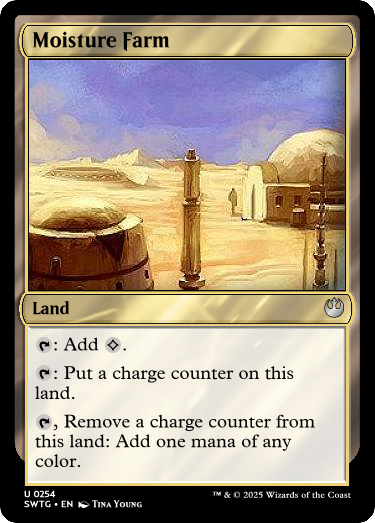 Moisture Farm
Land
: Add .
: Put a charge counter on this
land.
, Remove a charge counter from
this land: Add one mana of any
color.
U 0254
SWTG • EN Tina Young
™ & © 2025 Wizards of the Coast